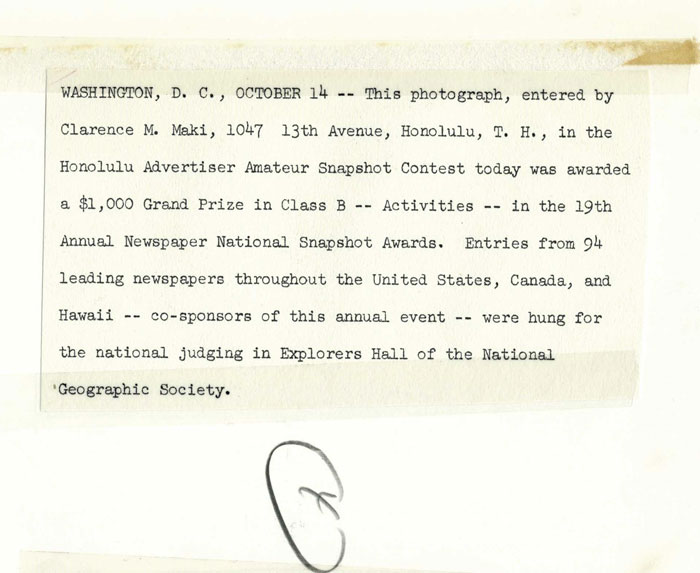 WASHINGTON, D. C., OCTOBER 14 -- This photograph, entered by
Clarence M. Maki, 1047 13th Avenue, Honolulu, T. H., in the
Honolulu Advertiser Amateur Snapshot Contest today was awarded
a $1,000 Grand Prize in Class B -- Activities -- in the 19th
Annual Newspaper National Snapshot Awards. Entries from 94
leading newspapers throughout the United States, Canada, and
Hawaii -- co-sponsors of this annual event -- were hung for
the national judging in Explorers Hall of the National
Geographic Society.